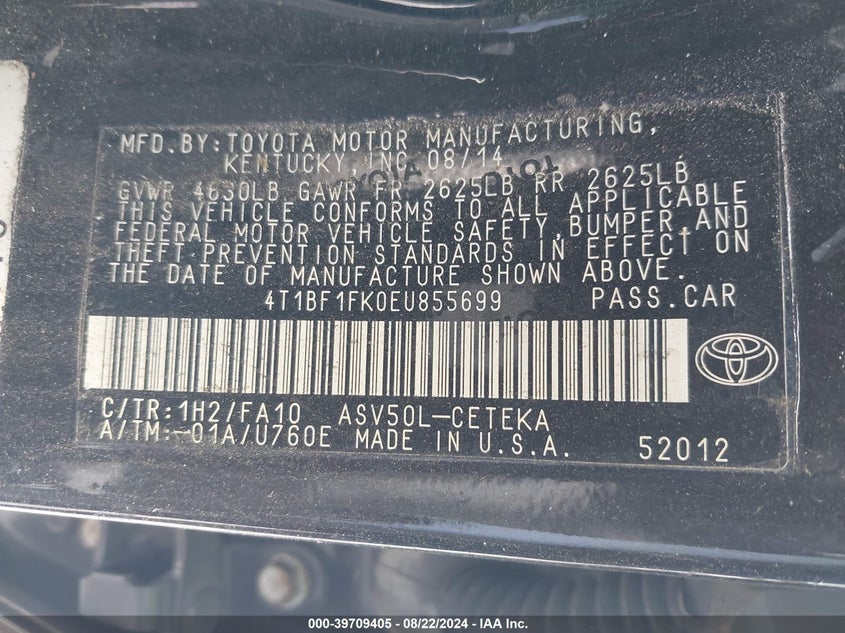 MFD.BY:TOYOTA MOTOR MANUFACTURING,
KENTUCKY, INC 08/14
GVWR 4630LB GAWR FR 2625LB RR 2625LB
THIS VEHICLE CONFORMS TO ALL APPLICABLE
FEDERAL MOTOR VEHICLE SAFETY, BUMPER, AND
THEFT PREVENTION STANDARDS IN EFFECT ON
THE DATE OF MANUFACTURE SHOWN ABOVE.
4T1BF1FK0EU855699 PASS.CAR
C/TR:1H2/FA10 ASV50L-CETEKA
A/TM:-01A/U760E MADE IN U.S.A. 52012
000-39709405 - 08/22/2024 - IAA Inc.